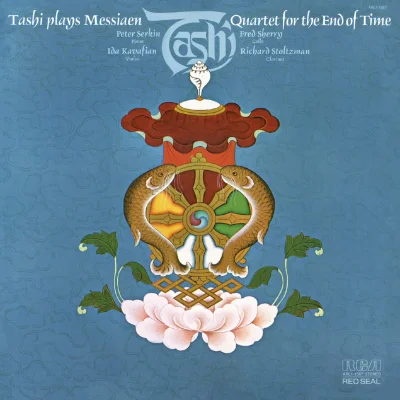 Tashi plays Messiaen
Quartet for the End of Time
Tashi
Peter Serkin
Piano
Ida Kavafian
Violin
Fred Sherry
Cello
Richard Stoltzman
Clarinet
RCA
RED SEAL